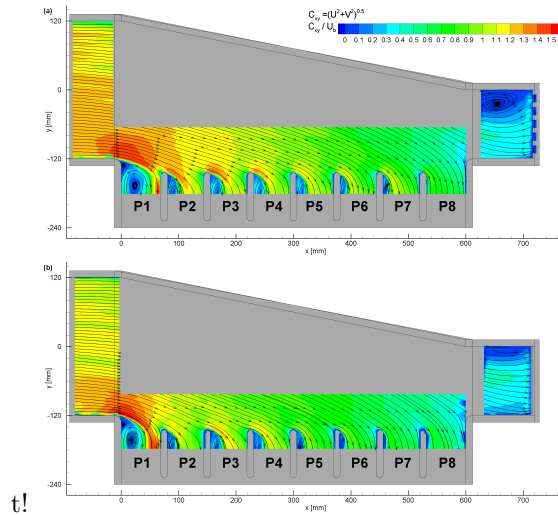 (a)
C_xy =(U²+V²)^0.5
C_xy / U_b
0 0.1 0.2 0.3 0.4 0.5 0.6 0.7 0.8 0.9 1 1.1 1.2 1.3 1.4 1.5
120
0
-120
-240
y [mm]
P1 P2 P3 P4 P5 P6 P7 P8
0 100 200 300 400 500 600 700
x [mm]
(b)
120
0
-120
-240
y [mm]
P1 P2 P3 P4 P5 P6 P7 P8
0 100 200 300 400 500 600 700
x [mm]
t!